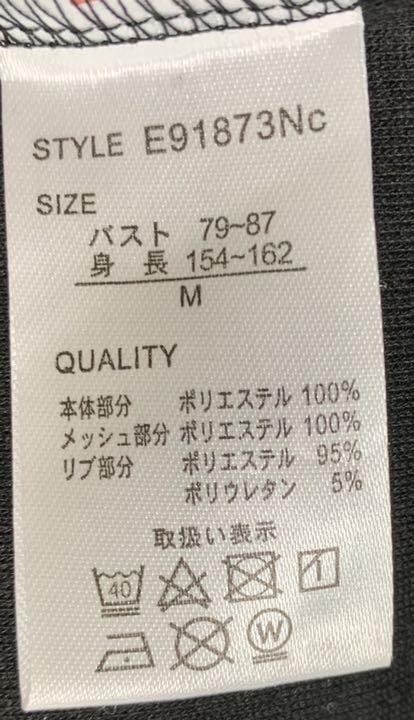 STYLE E91873Nc
SIZE
バスト 79~87
身 長 154~162
M
QUALITY
本体部分 ポリエステル 100%
メッシュ部分 ポリエステル 100%
リブ部分 ポリエステル 95%
ポリウレタン 5%
取扱い表示
40
W